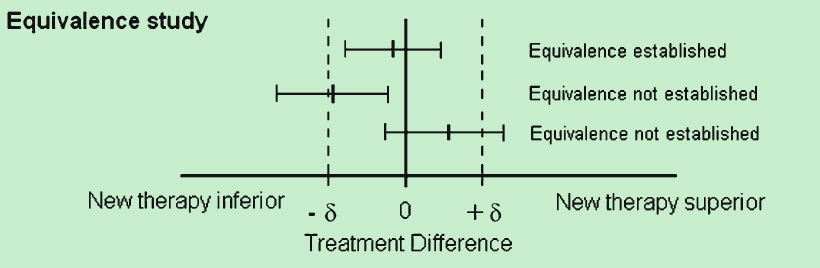 Equivalence study
Equivalence established
Equivalence not established
Equivalence not established
New therapy inferior
- δ
0
+ δ
New therapy superior
Treatment Difference